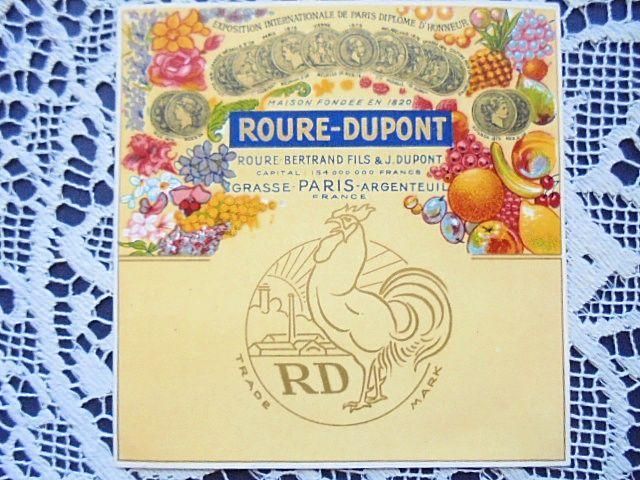 EXPOSITION INTERNATIONALE DE PARIS DIPLOME D'HONNEUR
MAISON FONDÉE EN 1820
ROURE-DUPONT
ROURE-BERTRAND FILS & J. DUPONT
CAPITAL : 154 000 000 FRANCS
GRASSE-PARIS-ARGENTEUIL
FRANCE
RD
TRADE MARK